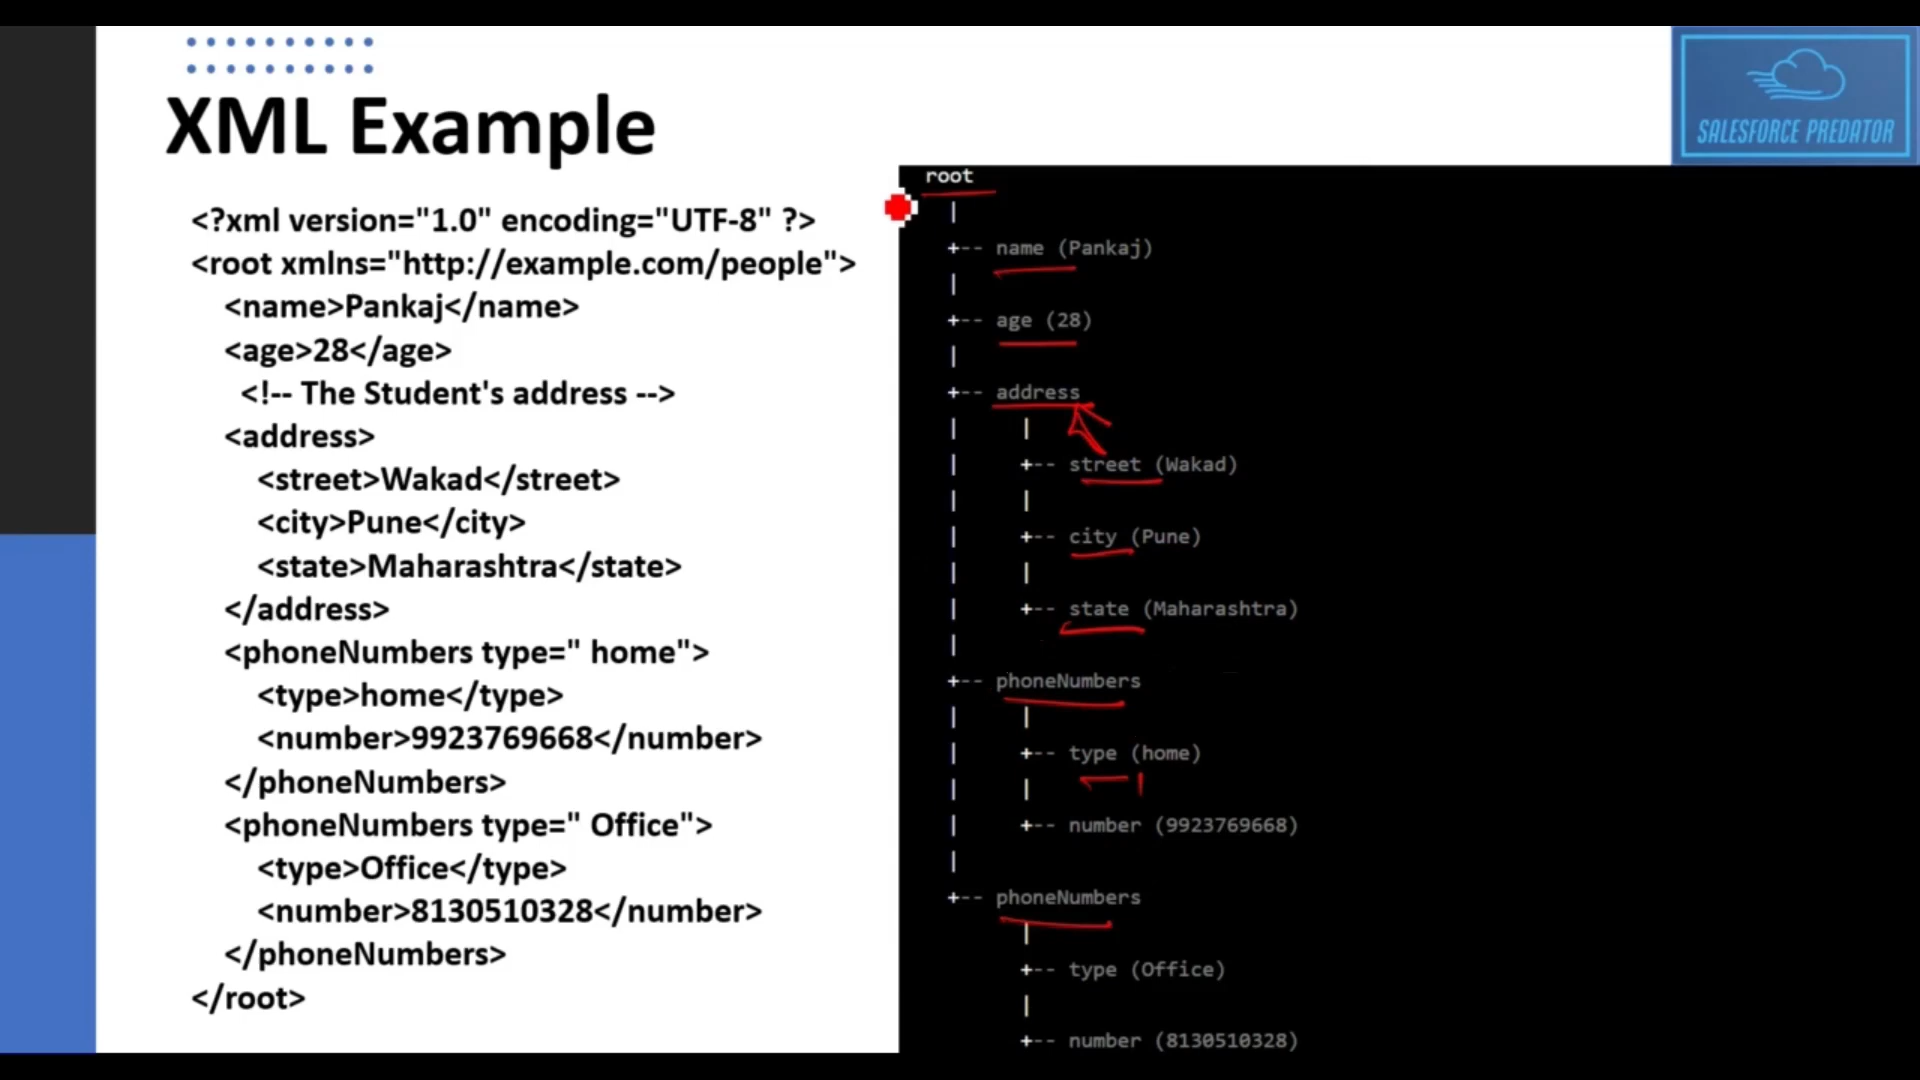 XML Example
SALESFORCE PREDATOR
<?xml version="1.0" encoding="UTF-8" ?>
<root xmlns="http://example.com/people">
<name>Pankaj</name>
<age>28</age>
<!-- The Student's address -->
<address>
<street>Wakad</street>
<city>Pune</city>
<state>Maharashtra</state>
</address>
<phoneNumbers type=" home">
<type>home</type>
<number>9923769668</number>
</phoneNumbers>
<phoneNumbers type=" Office">
<type>Office</type>
<number>8130510328</number>
</phoneNumbers>
</root>
root
|
+-- name (Pankaj)
|
+-- age (28)
|
+-- address
| |
| +-- street (Wakad)
| |
| +-- city (Pune)
| |
| +-- state (Maharashtra)
|
+-- phoneNumbers
| |
| +-- type (home)
| |
| +-- number (9923769668)
|
+-- phoneNumbers
|
+-- type (Office)
|
+-- number (8130510328)